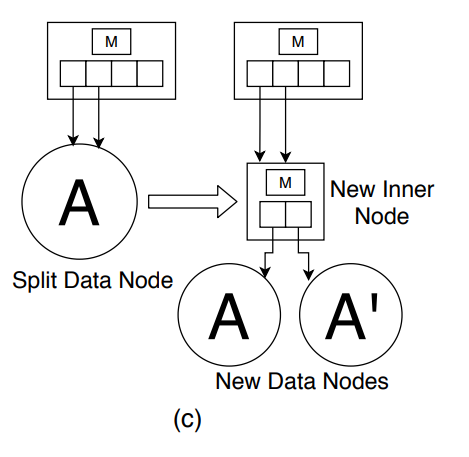 M
M
A
M
New Inner
Node
Split Data Node
A
A'
New Data Nodes
(c)